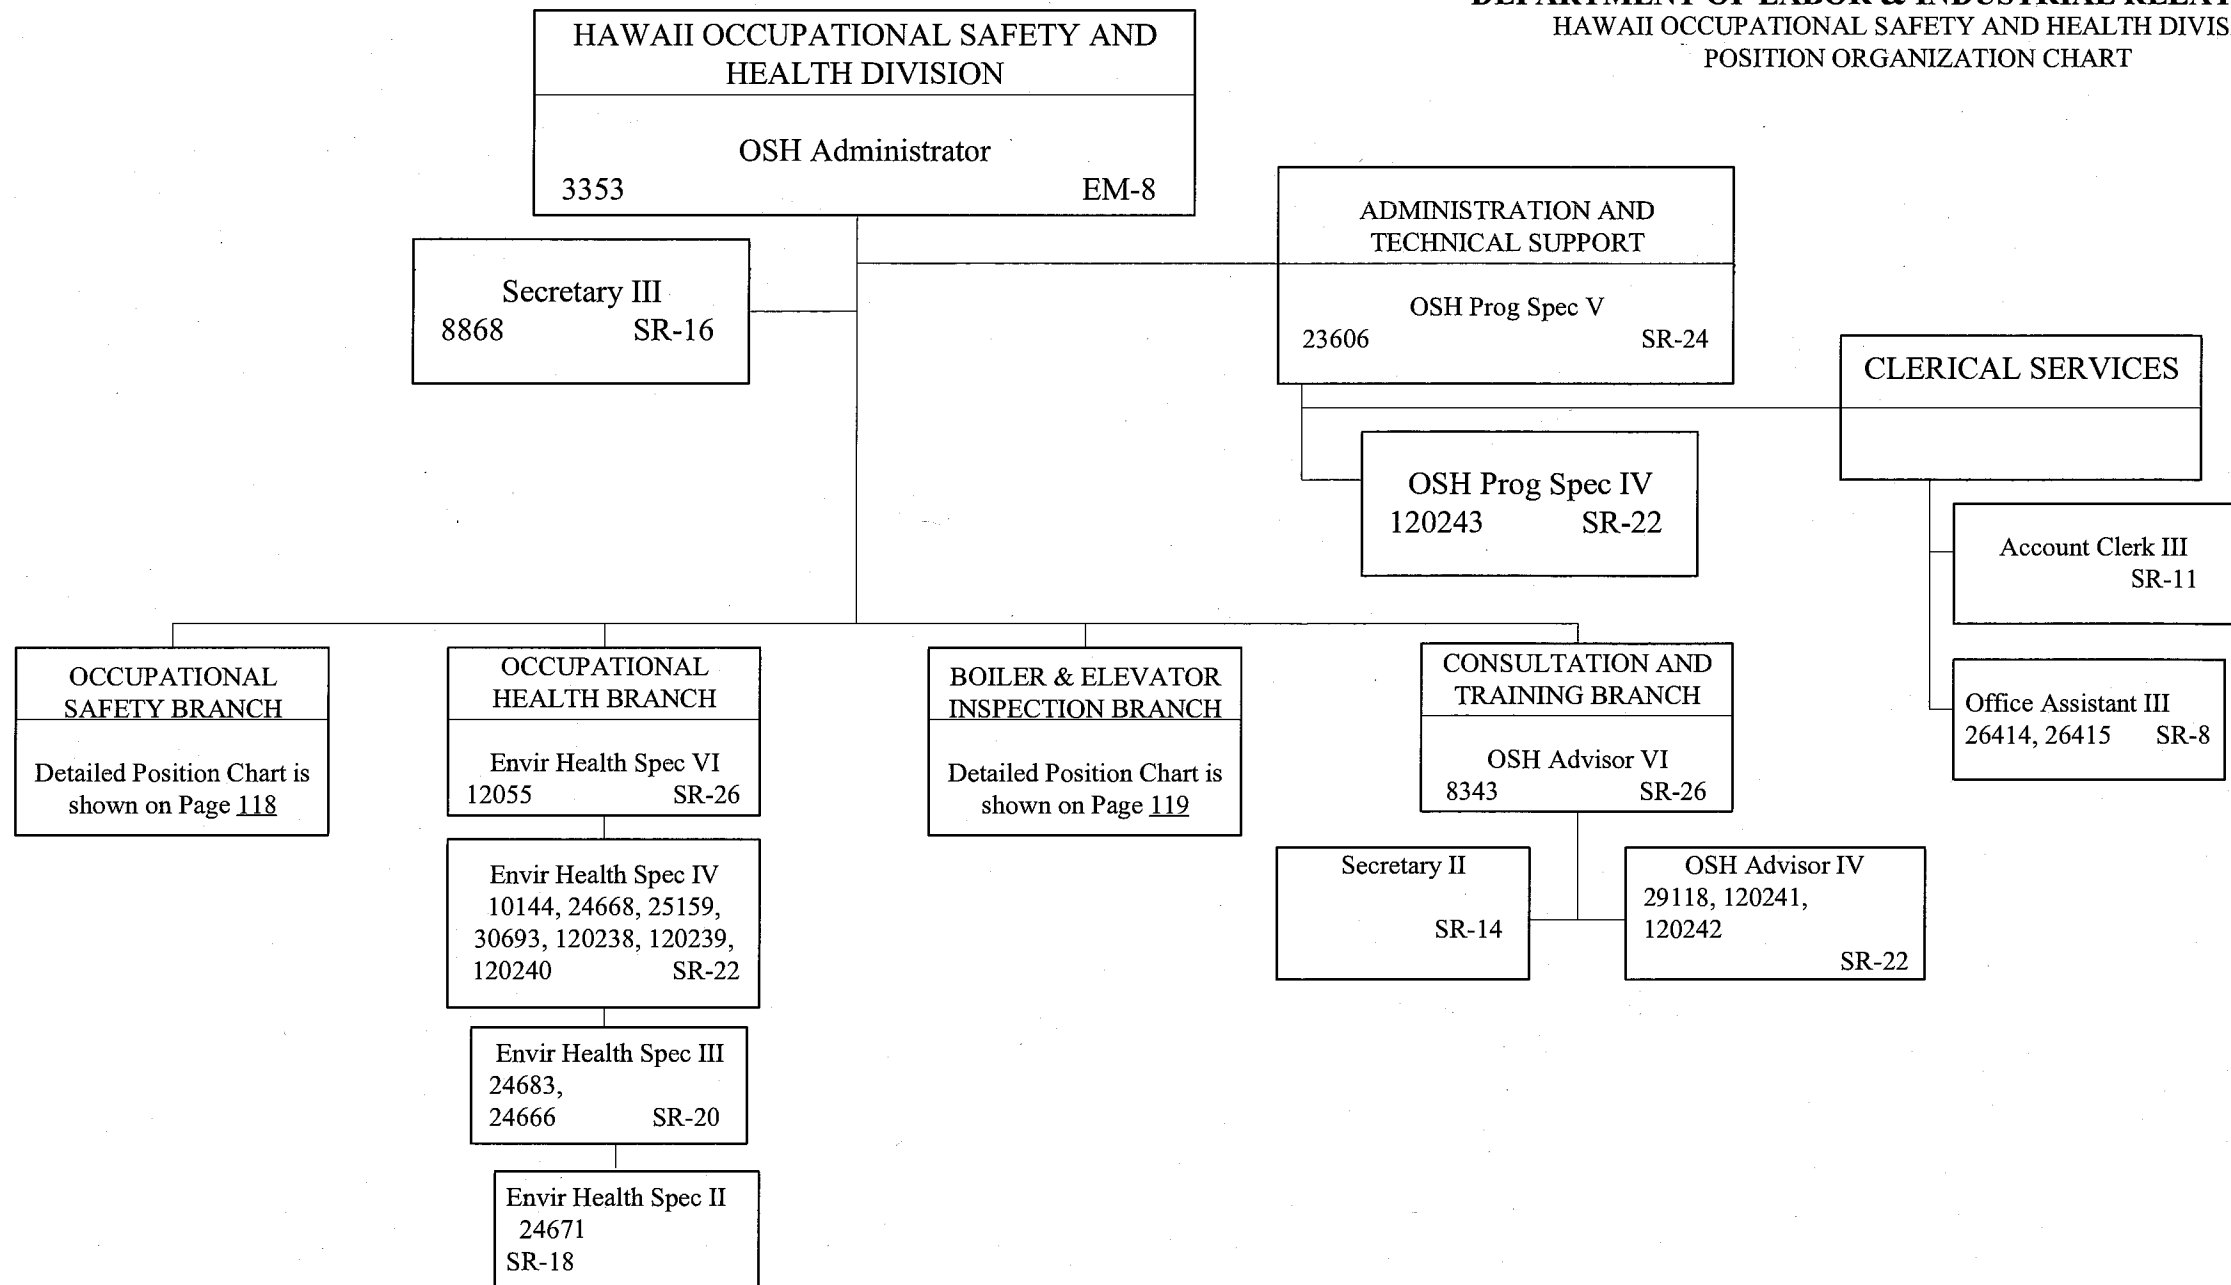 DEPARTMENT OF LABOR & INDUSTRIAL
HAWAII OCCUPATIONAL SAFETY AND HEALTH
POSITION ORGANIZATION CHART
HAWAII OCCUPATIONAL SAFETY AND
HEALTH DIVISION
OSH Administrator
3353 EM-8
Secretary III
8868 SR-16
ADMINISTRATION AND
TECHNICAL SUPPORT
OSH Prog Spec V
23606 SR-24
CLERICAL SERVICES
OSH Prog Spec IV
120243 SR-22
Account Clerk III
SR-11
Office Assistant III
26414, 26415 SR-8
OCCUPATIONAL
SAFETY BRANCH
Detailed Position Chart is
shown on Page 118
OCCUPATIONAL
HEALTH BRANCH
Envir Health Spec VI
12055 SR-26
Envir Health Spec IV
10144, 24668, 25159,
30693, 120238, 120239,
120240 SR-22
Envir Health Spec III
24683,
24666 SR-20
Envir Health Spec II
24671
SR-18
BOILER & ELEVATOR
INSPECTION BRANCH
Detailed Position Chart is
shown on Page 119
CONSULTATION AND
TRAINING BRANCH
OSH Advisor VI
8343 SR-26
Secretary II
SR-14
OSH Advisor IV
29118, 120241,
120242
SR-22